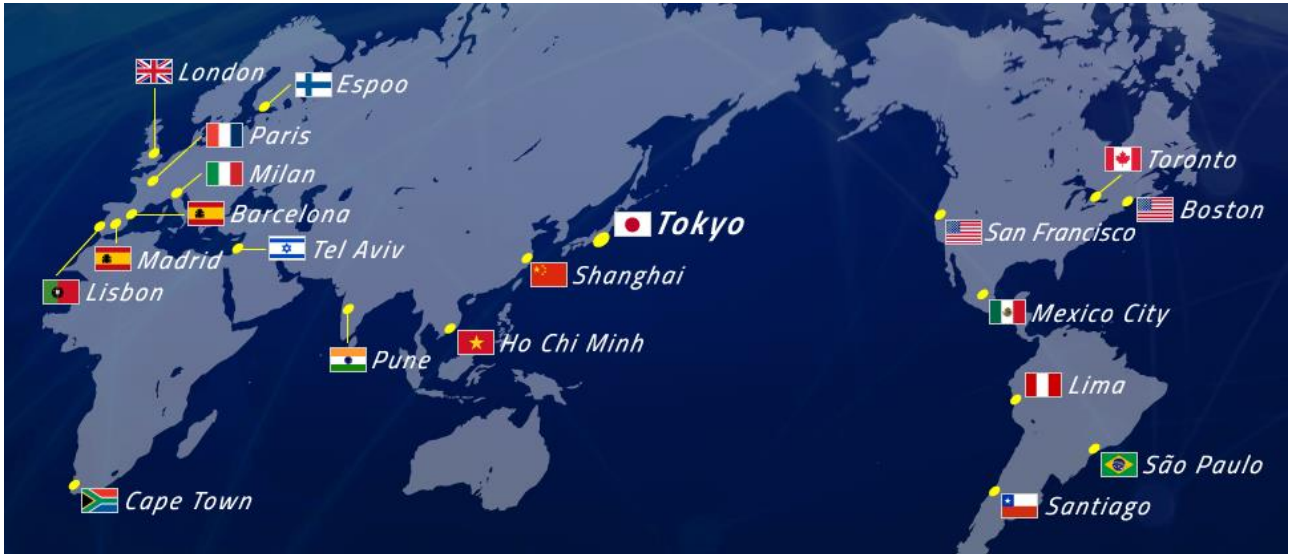 London
Espoo
Paris
Milan
Barcelona
Madrid
Tel Aviv
Lisbon
Tokyo
Shanghai
Pune
Ho Chi Minh
Cape Town
Toronto
Boston
San Francisco
Mexico City
Lima
São Paulo
Santiago